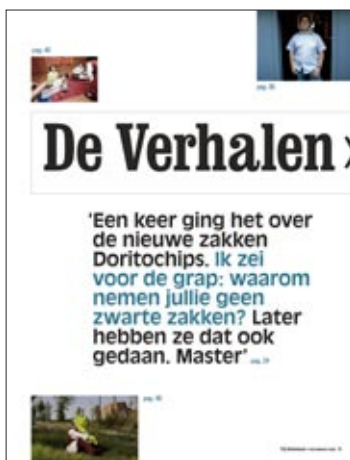 De Verhalen
'Een keer ging het over
de nieuwe zakken
Doritochips. Ik zei
voor de grap: waarom
nemen jullie geen
zwarte zakken? Later
hebben ze dat ook
gedaan. Master'